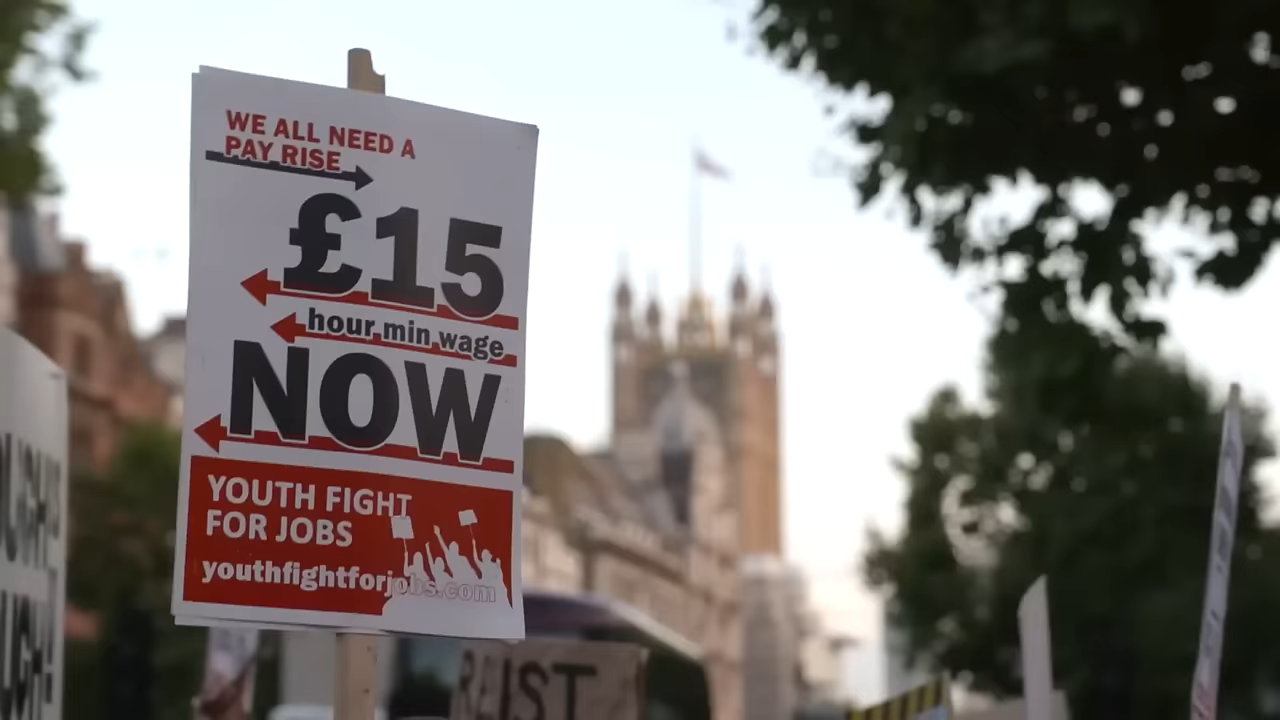 WE ALL NEED A
PAY RISE
£15
hour min wage
NOW
YOUTH FIGHT
FOR JOBS
youthfightforjobs.com